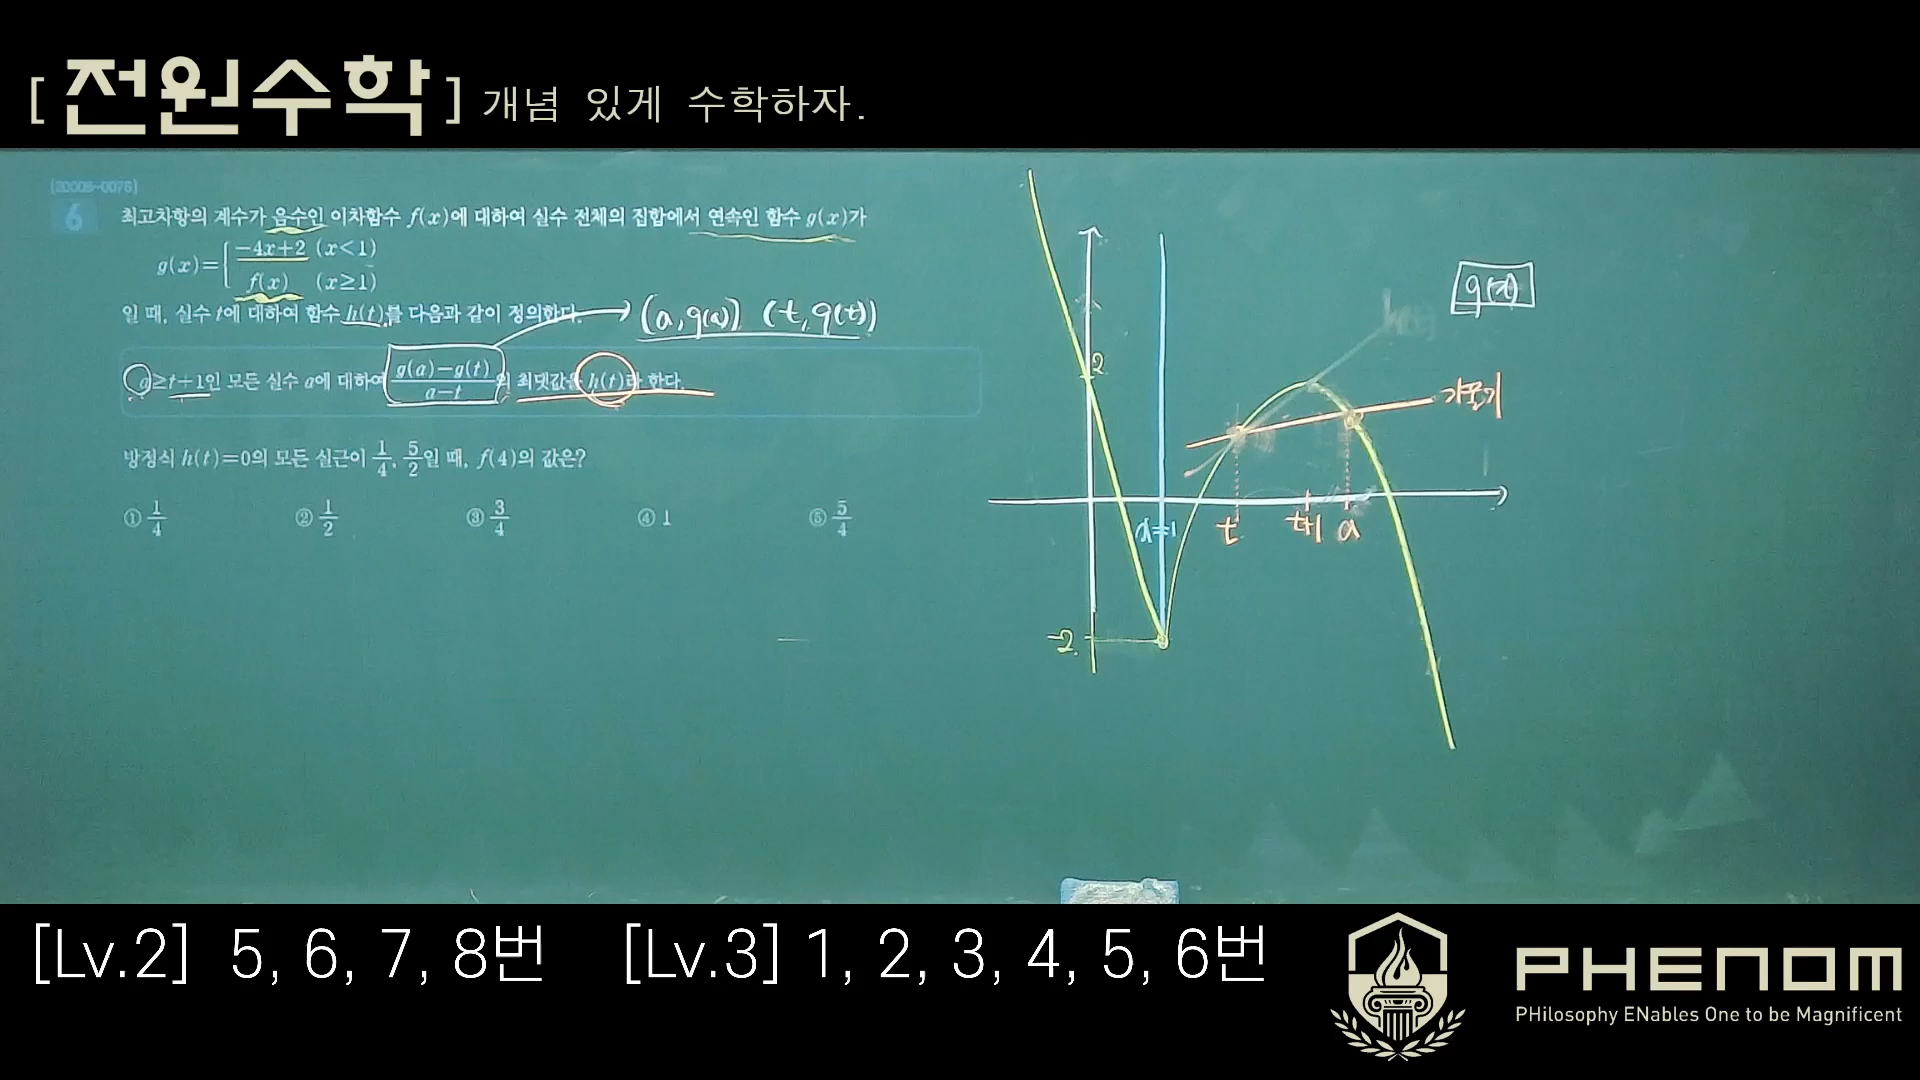 [ 전원수학 ] 개념 있게 수학하자.
[20008-0076]
6 최고차항의 계수가 음수인 이차함수 f(x)에 대하여 실수 전체의 집합에서 연속인 함수 g(x)가
g(x)={ -4x+2 (x<1)
f(x) (x≥1)
일 때, 실수 t에 대하여 함수 h(t)를 다음과 같이 정의한다.
(a, g(a)) (t, g(t))
a≥t+1인 모든 실수 a에 대하여 g(a)-g(t) / a-t 의 최댓값을 h(t)라 한다.
방정식 h(t)=0의 모든 실근이 1/4, 5/2일 때, f(4)의 값은?
① 1/4 ② 1/2 ③ 3/4 ④ 1 ⑤ 5/4
g(x)
2
기울기
x=1
t t+1 a
-2
[Lv.2] 5, 6, 7, 8번 [Lv.3] 1, 2, 3, 4, 5, 6번
PHENOM
PHilosophy ENables One to be Magnificent